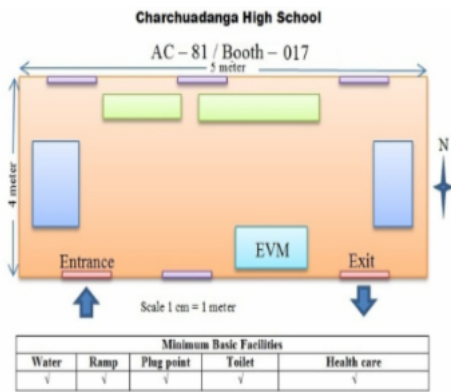 Charchuadanga High School
AC – 81 / Booth – 017
5 meter
4 meter
N
Entrance
EVM
Exit
Scale 1 cm = 1 meter
Minimum Basic Facilities
Water Ramp Plug point Toilet Health care
√ √ √ √ √